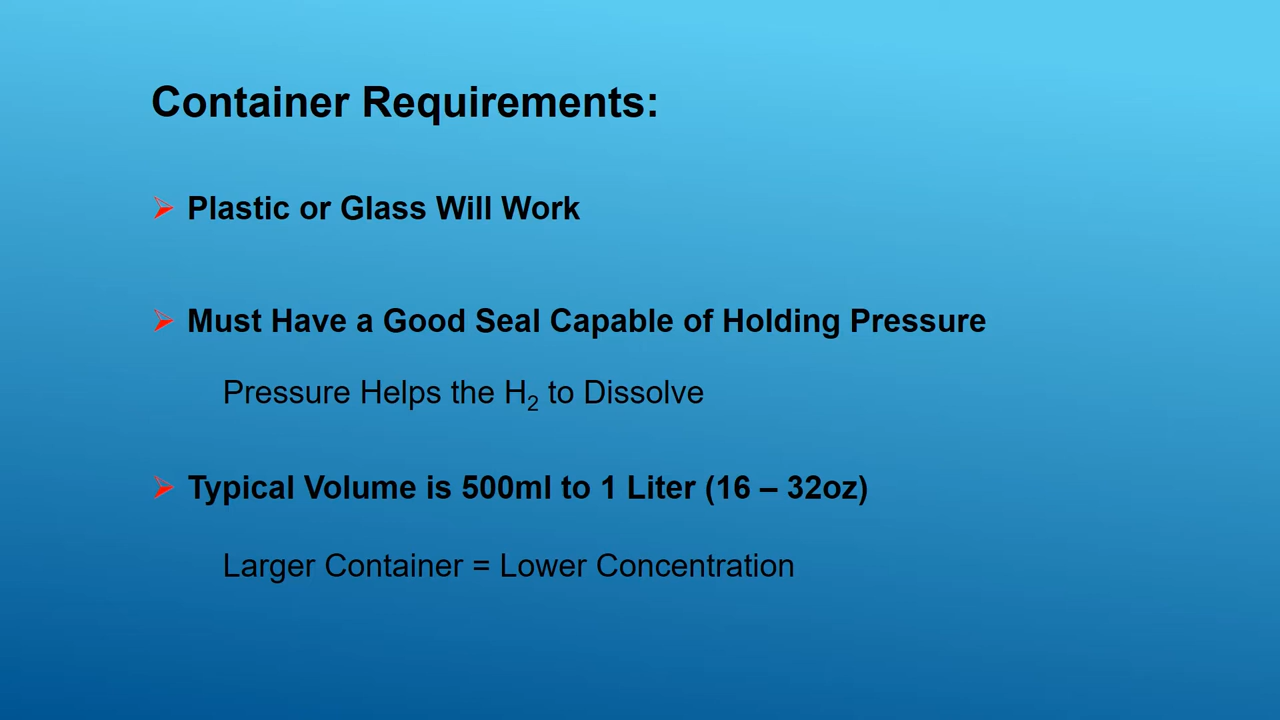 Container Requirements:
Plastic or Glass Will Work
Must Have a Good Seal Capable of Holding Pressure
Pressure Helps the H₂ to Dissolve
Typical Volume is 500ml to 1 Liter (16 – 32oz)
Larger Container = Lower Concentration